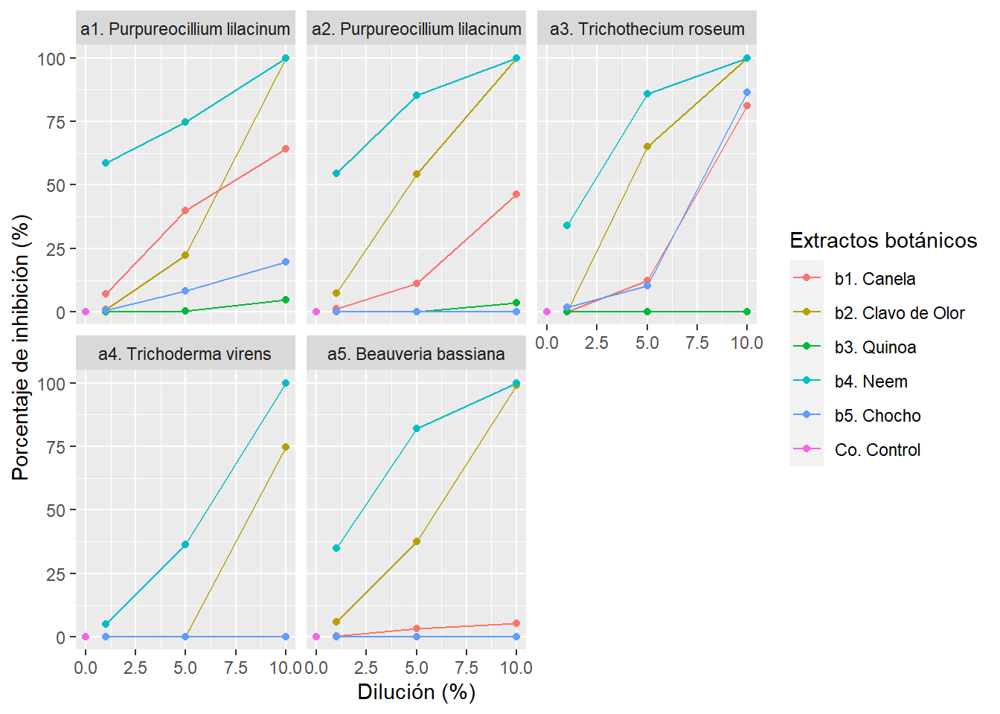 a1. Purpureocillium lilacinum
a2. Purpureocillium lilacinum
a3. Trichothecium roseum
100
75
50
25
0
0.0 2.5 5.0 7.5 10.0
a4. Trichoderma virens
a5. Beauveria bassiana
100
75
50
25
0
0.0 2.5 5.0 7.5 10.0
0.0 2.5 5.0 7.5 10.0
Dilución (%)
Porcentaje de inhibición (%)
Extractos botánicos
b1. Canela
b2. Clavo de Olor
b3. Quinoa
b4. Neem
b5. Chocho
Co. Control